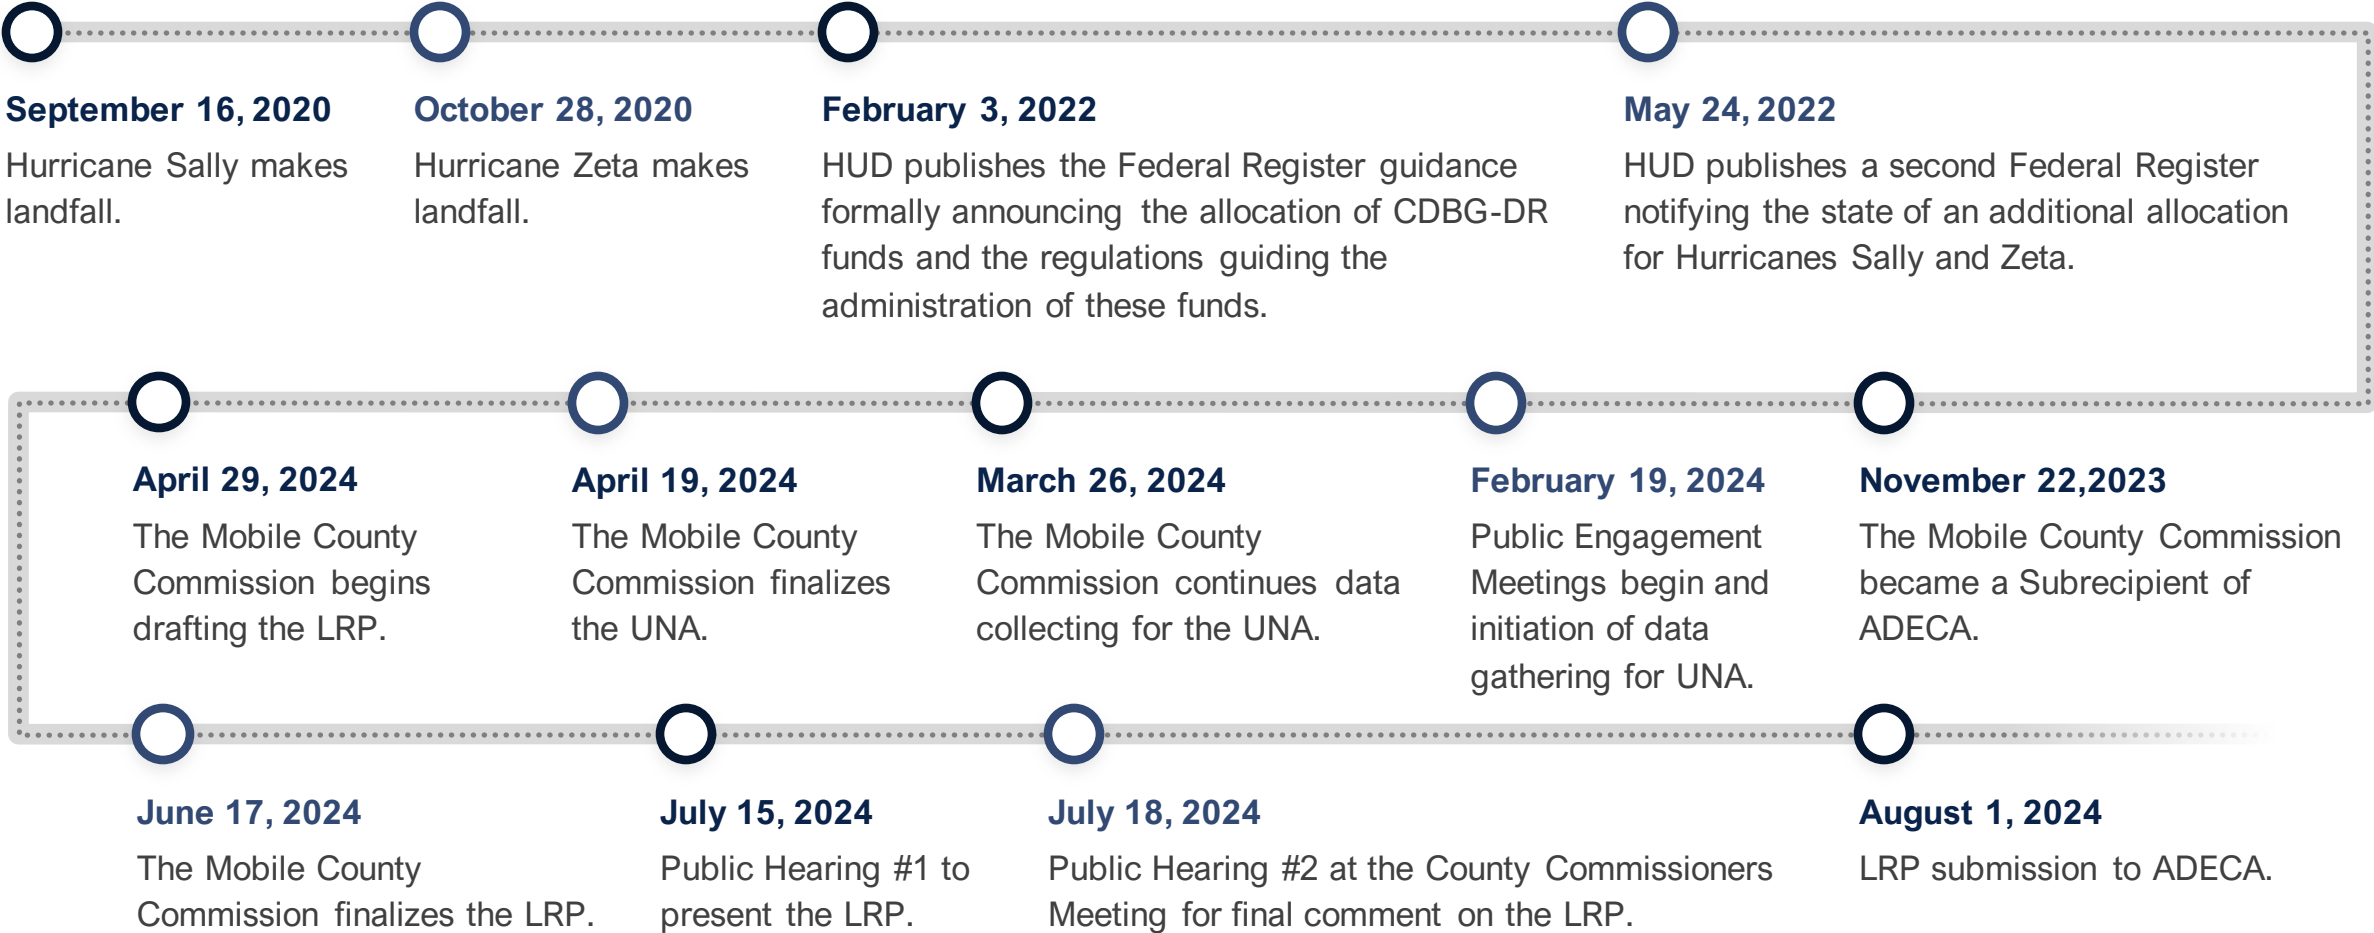 September 16, 2020
Hurricane Sally makes
landfall.
October 28, 2020
Hurricane Zeta makes
landfall.
February 3, 2022
HUD publishes the Federal Register guidance
formally announcing the allocation of CDBG-DR
funds and the regulations guiding the
administration of these funds.
May 24, 2022
HUD publishes a second Federal Register
notifying the state of an additional allocation
for Hurricanes Sally and Zeta.
November 22,2023
The Mobile County Commission
became a Subrecipient of
ADECA.
February 19, 2024
Public Engagement
Meetings begin and
initiation of data
gathering for UNA.
March 26, 2024
The Mobile County
Commission continues data
collecting for the UNA.
April 19, 2024
The Mobile County
Commission finalizes
the UNA.
April 29, 2024
The Mobile County
Commission begins
drafting the LRP.
June 17, 2024
The Mobile County
Commission finalizes the LRP.
July 15, 2024
Public Hearing #1 to
present the LRP.
July 18, 2024
Public Hearing #2 at the County Commissioners
Meeting for final comment on the LRP.
August 1, 2024
LRP submission to ADECA.